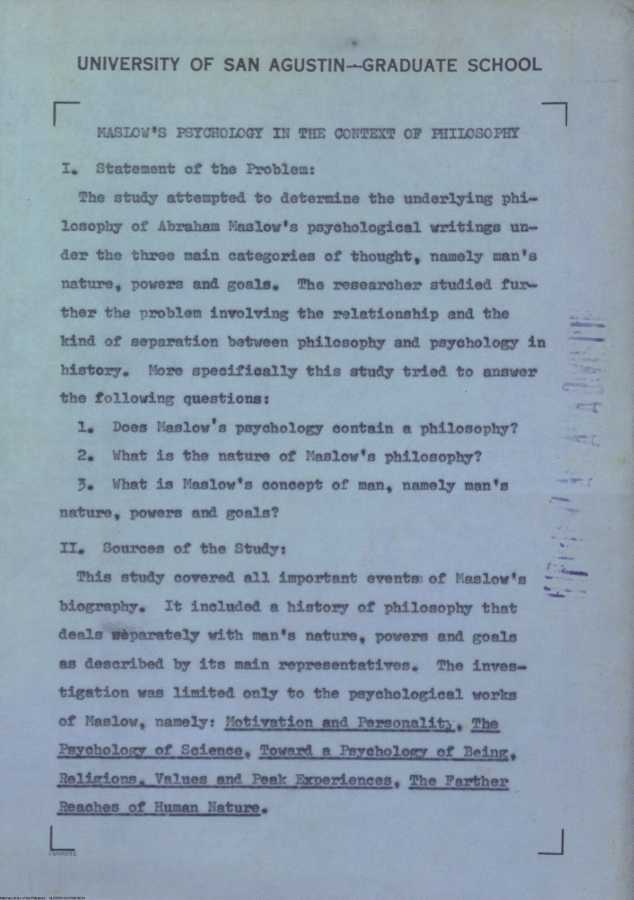 UNIVERSITY OF SAN AGUSTIN—GRADUATE SCHOOL
MASLOW'S PSYCHOLOGY IN THE CONTEXT OF PHILOSOPHY
I. Statement of the Problem:
The study attempted to determine the underlying phi-
losophy of Abraham Maslow's psychological writings un-
der the three main categories of thought, namely man's
nature, powers and goals. The researcher studied fur-
ther the problem involving the relationship and the
kind of separation between philosophy and psychology in
history. More specifically this study tried to answer
the following questions:
1. Does Maslow's psychology contain a philosophy?
2. What is the nature of Maslow's philosophy?
3. What is Maslow's concept of man, namely man's
nature, powers and goals?
II. Sources of the Study:
This study covered all important events of Maslow's
biography. It included a history of philosophy that
deals separately with man's nature, powers and goals
as described by its main representatives. The inves-
tigation was limited only to the psychological works
of Maslow, namely: Motivation and Personality, The
Psychology of Science, Toward a Psychology of Being,
Religions, Values and Peak Experiences, The Farther
Reaches of Human Nature.